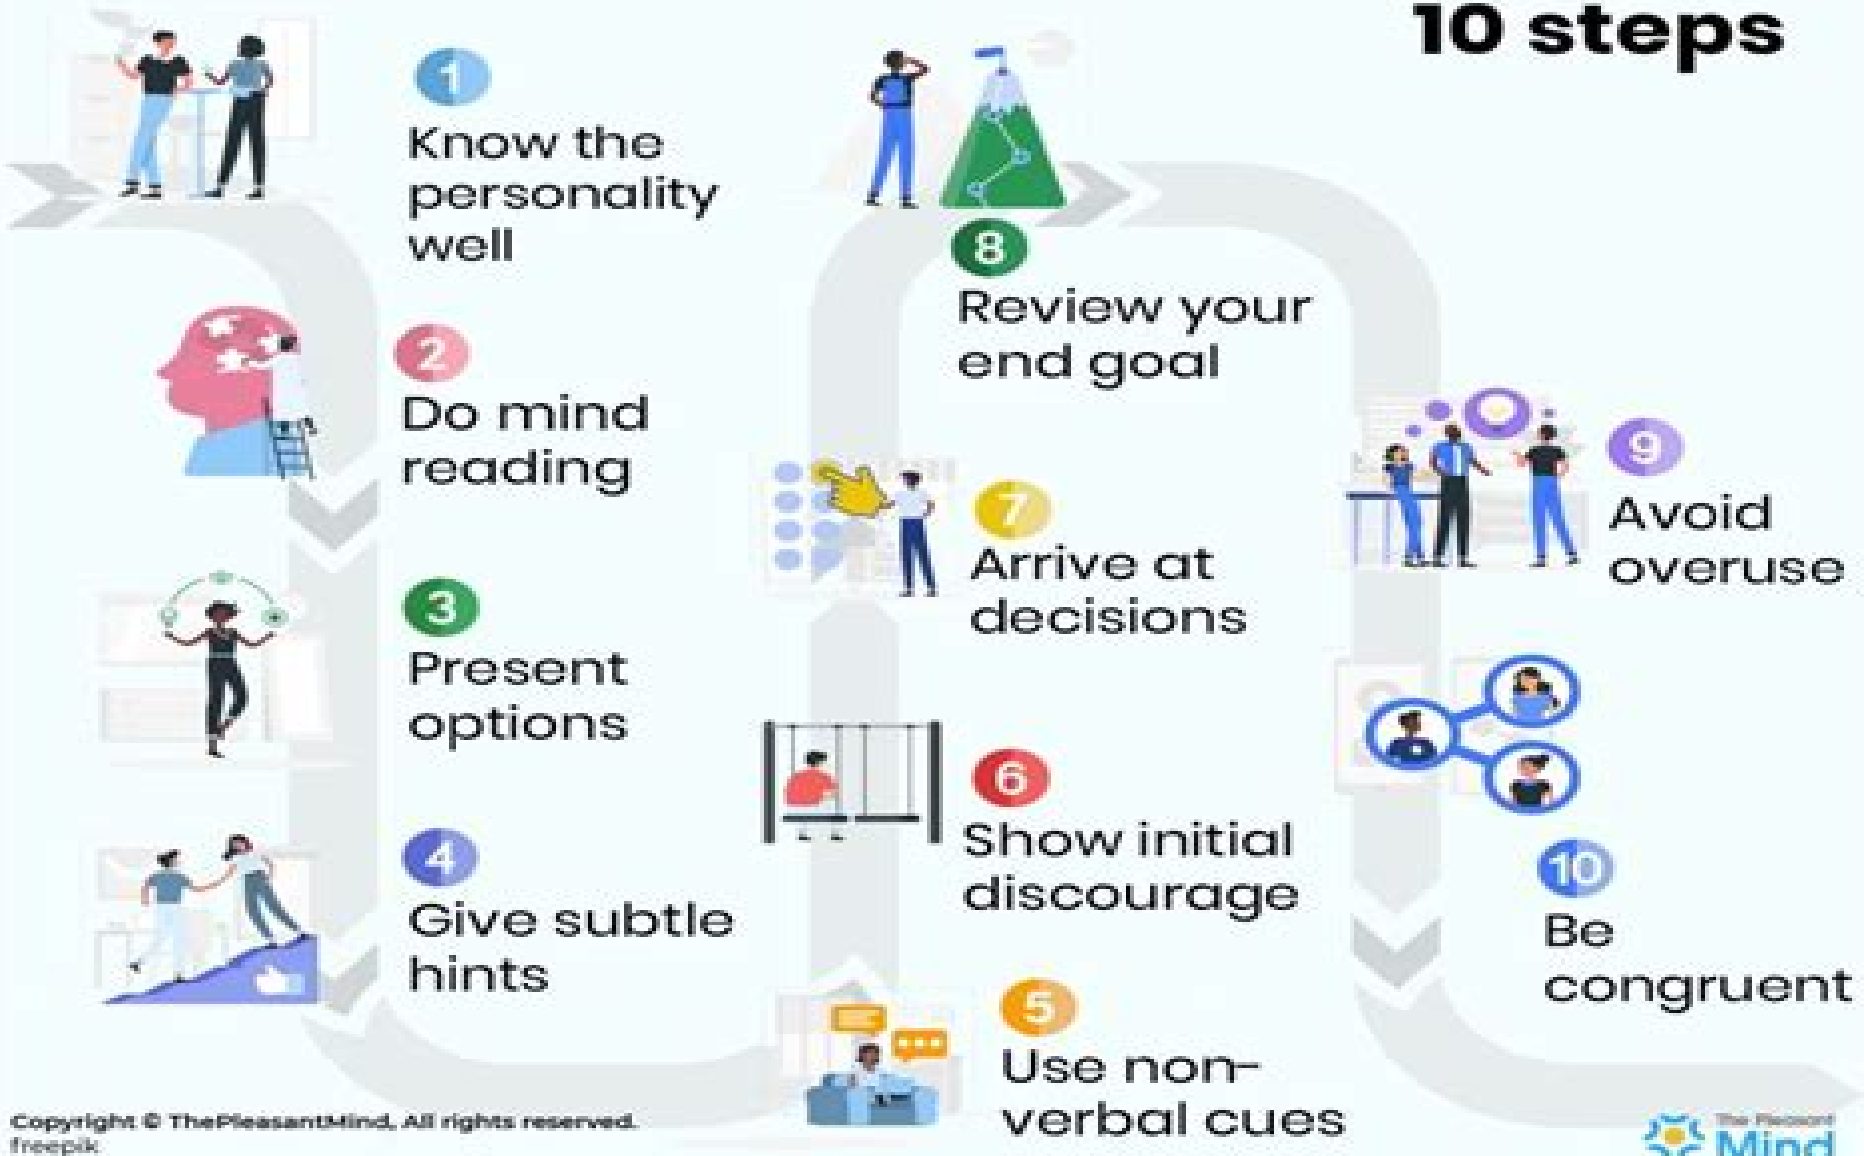 10 steps
1
Know the
personality
well
2
Do mind
reading
3
Present
options
4
Give subtle
hints
5
Use non-
verbal cues
6
Show initial
discourage
7
Arrive at
decisions
8
Review your
end goal
9
Avoid
overuse
10
Be
congruent
Copyright © ThePleasantMind, All rights reserved.
freepik
The Pleasant
Mind